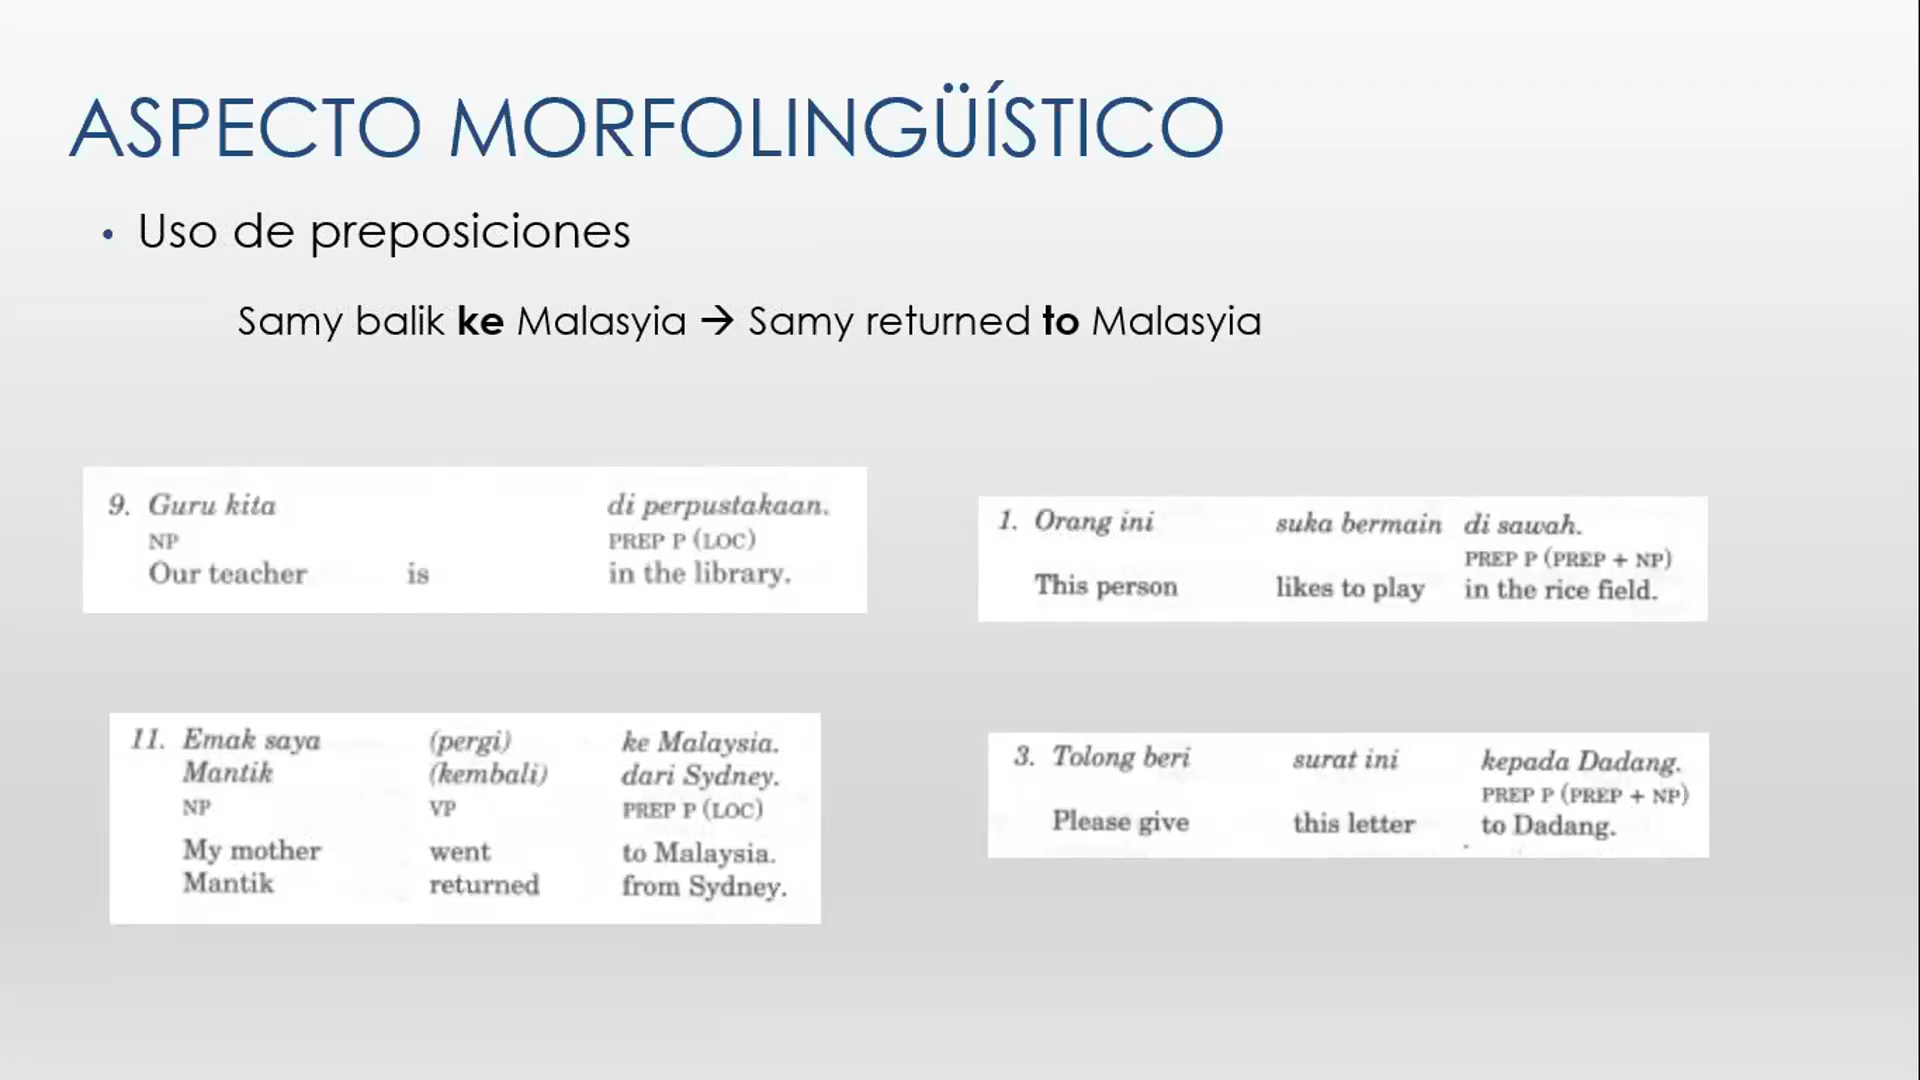 ASPECTO MORFOLINGÜÍSTICO
• Uso de preposiciones
Samy balik ke Malasyia → Samy returned to Malasyia
9. Guru kita di perpustakaan.
NP PREP P (LOC)
Our teacher is in the library.
1. Orang ini suka bermain di sawah.
PREP P (PREP + NP)
This person likes to play in the rice field.
11. Emak saya (pergi) ke Malaysia.
Mantik (kembali) dari Sydney.
NP VP PREP P (LOC)
My mother went to Malaysia.
Mantik returned from Sydney.
3. Tolong beri surat ini kepada Dadang.
PREP P (PREP + NP)
Please give this letter to Dadang.